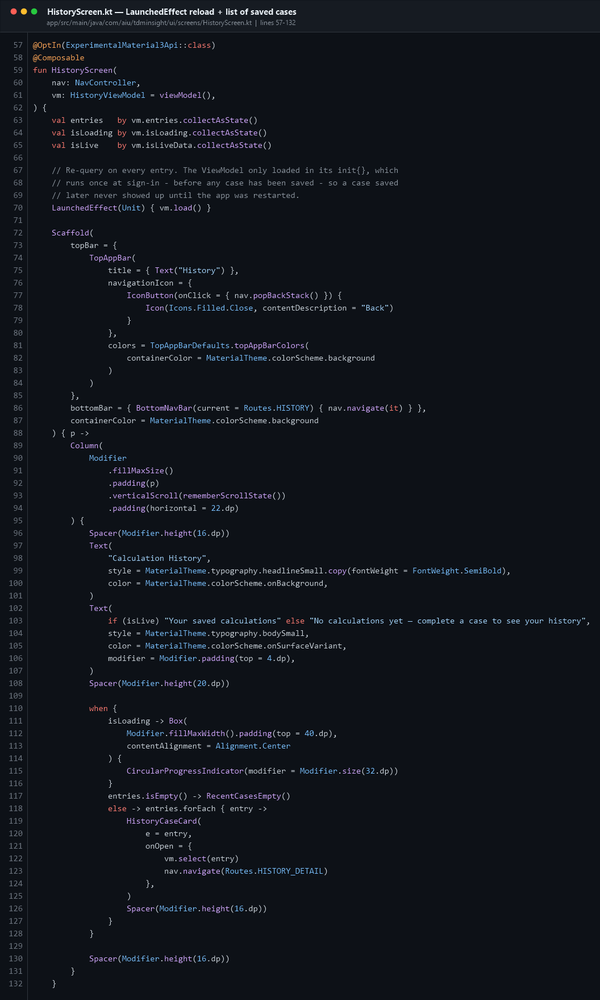 HistoryScreen.kt — LaunchedEffect reload + list of saved cases
app/src/main/java/com/aiu/tdminsight/ui/screens/HistoryScreen.kt | lines 57-132
57 @OptIn(ExperimentalMaterial3Api::class)
58 @Composable
59 fun HistoryScreen(
60     nav: NavController,
61     vm: HistoryViewModel = viewModel(),
62 ) {
63     val entries   by vm.entries.collectAsState()
64     val isLoading by vm.isLoading.collectAsState()
65     val isLive    by vm.isLiveData.collectAsState()
66
67     // Re-query on every entry. The ViewModel only loaded in its init{}, which
68     // runs once at sign-in - before any case has been saved - so a case saved
69     // later never showed up until the app was restarted.
70     LaunchedEffect(Unit) { vm.load() }
71
72     Scaffold(
73         topBar = {
74             TopAppBar(
75                 title = { Text("History") },
76                 navigationIcon = {
77                     IconButton(onClick = { nav.popBackStack() }) {
78                         Icon(Icons.Filled.Close, contentDescription = "Back")
79                     }
80                 },
81                 colors = TopAppBarDefaults.topAppBarColors(
82                     containerColor = MaterialTheme.colorScheme.background
83                 )
84             )
85         },
86         bottomBar = { BottomNavBar(current = Routes.HISTORY) { nav.navigate(it) } },
87         containerColor = MaterialTheme.colorScheme.background
88     ) { p ->
89         Column(
90             Modifier
91                 .fillMaxSize()
92                 .padding(p)
93                 .verticalScroll(rememberScrollState())
94                 .padding(horizontal = 22.dp)
95         ) {
96             Spacer(Modifier.height(16.dp))
97             Text(
98                 "Calculation History",
99                 style = MaterialTheme.typography.headlineSmall.copy(fontWeight = FontWeight.SemiBold),
100                 color = MaterialTheme.colorScheme.onBackground,
101             )
102             Text(
103                 if (isLive) "Your saved calculations" else "No calculations yet — complete a case to see your history",
104                 style = MaterialTheme.typography.bodySmall,
105                 color = MaterialTheme.colorScheme.onSurfaceVariant,
106                 modifier = Modifier.padding(top = 4.dp),
107             )
108             Spacer(Modifier.height(20.dp))
109
110             when {
111                 isLoading -> Box(
112                     Modifier.fillMaxWidth().padding(top = 40.dp),
113                     contentAlignment = Alignment.Center
114                 ) {
115                     CircularProgressIndicator(modifier = Modifier.size(32.dp))
116                 }
117                 entries.isEmpty() -> RecentCasesEmpty()
118                 else -> entries.forEach { entry ->
119                     HistoryCaseCard(
120                         e = entry,
121                         onOpen = {
122                             vm.select(entry)
123                             nav.navigate(Routes.HISTORY_DETAIL)
124                         },
125                     )
126                     Spacer(Modifier.height(16.dp))
127                 }
128             }
129
130             Spacer(Modifier.height(16.dp))
131         }
132     }